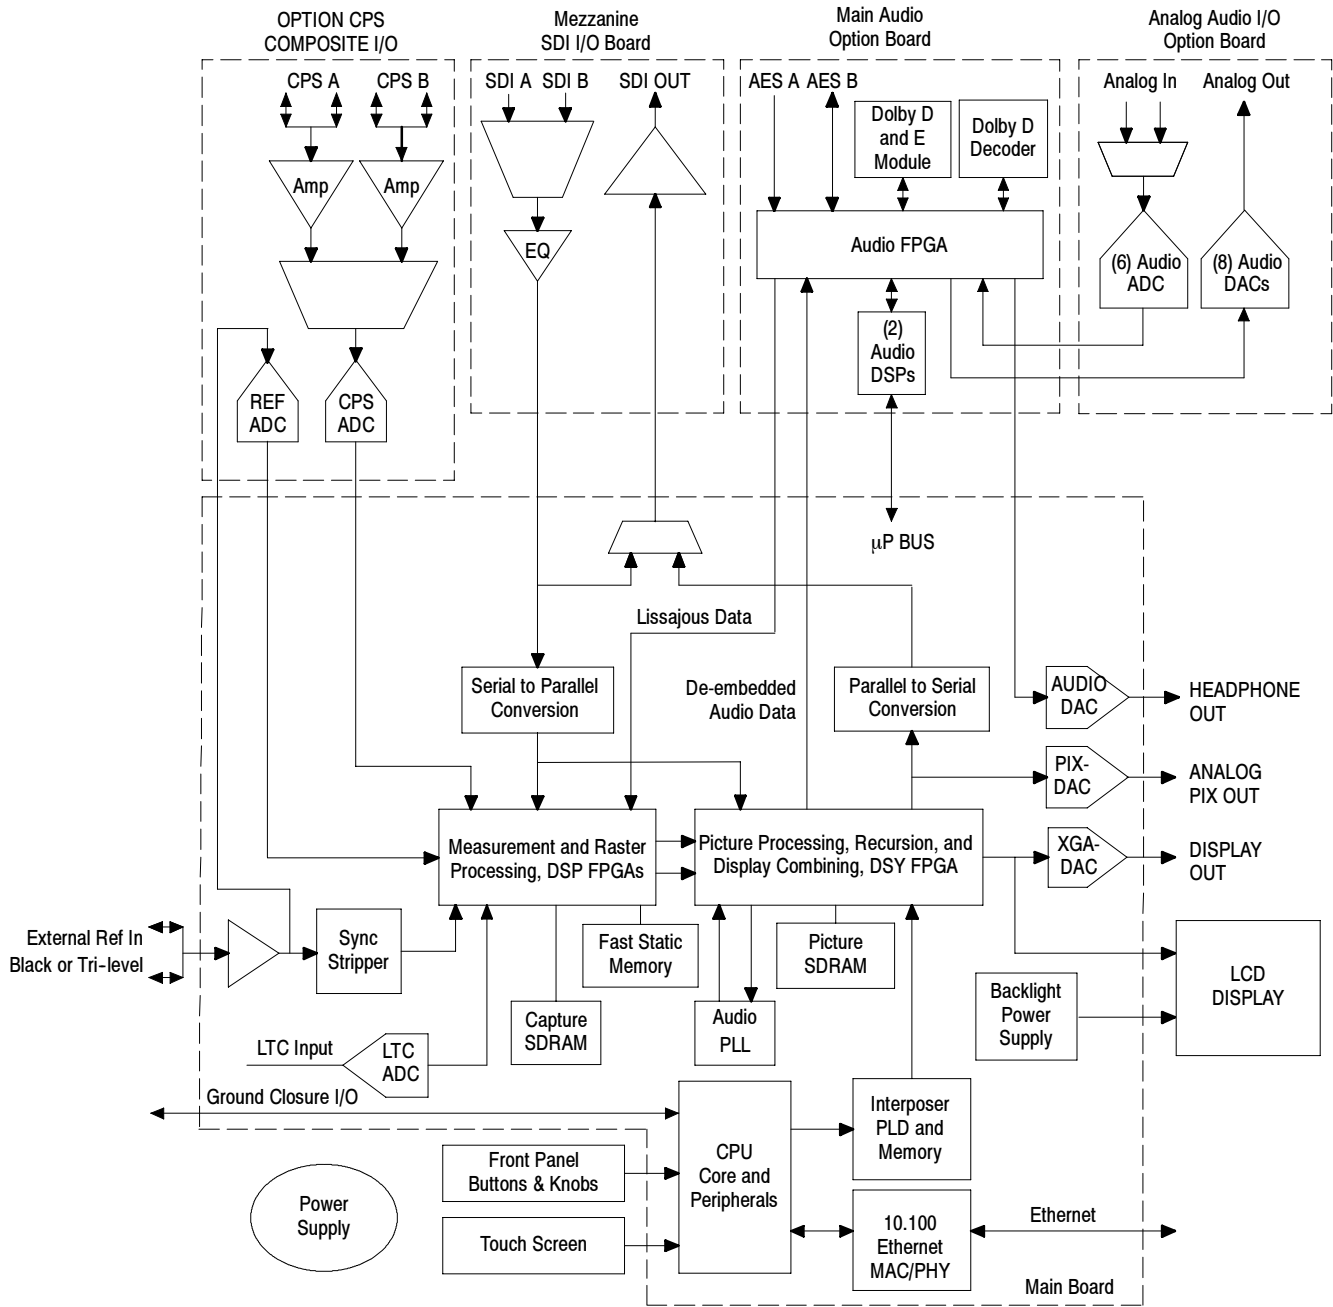 OPTION CPS
COMPOSITE I/O
Mezzanine
SDI I/O Board
Main Audio
Option Board
Analog Audio I/O
Option Board
CPS A
CPS B
SDI A
SDI B
SDI OUT
AES A
AES B
Analog In
Analog Out
Dolby D
and E
Module
Dolby D
Decoder
Amp
Amp
EQ
Audio FPGA
(6) Audio
ADC
(8) Audio
DACs
(2)
Audio
DSPs
REF
ADC
CPS
ADC
µP BUS
Lissajous Data
Serial to Parallel
Conversion
De-embedded
Audio Data
Parallel to Serial
Conversion
AUDIO
DAC
HEADPHONE
OUT
PIX-
DAC
ANALOG
PIX OUT
Measurement and Raster
Processing, DSP FPGAs
Picture Processing, Recursion, and
Display Combining, DSY FPGA
XGA-
DAC
DISPLAY
OUT
External Ref In
Black or Tri-level
Sync
Stripper
Fast Static
Memory
Picture
SDRAM
LCD
DISPLAY
Capture
SDRAM
Audio
PLL
Backlight
Power
Supply
LTC Input
LTC
ADC
Ground Closure I/O
CPU
Core and
Peripherals
Interposer
PLD and
Memory
Front Panel
Buttons & Knobs
Power
Supply
Touch Screen
10.100
Ethernet
MAC/PHY
Ethernet
Main Board